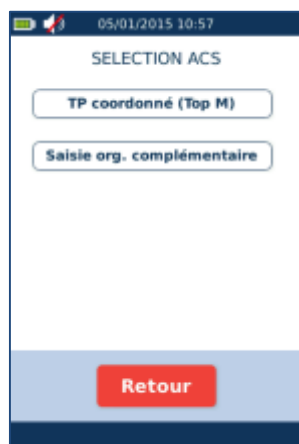 05/01/2015 10:57
SELECTION ACS
TP coordonné (Top M)
Saisie org. complémentaire
Retour